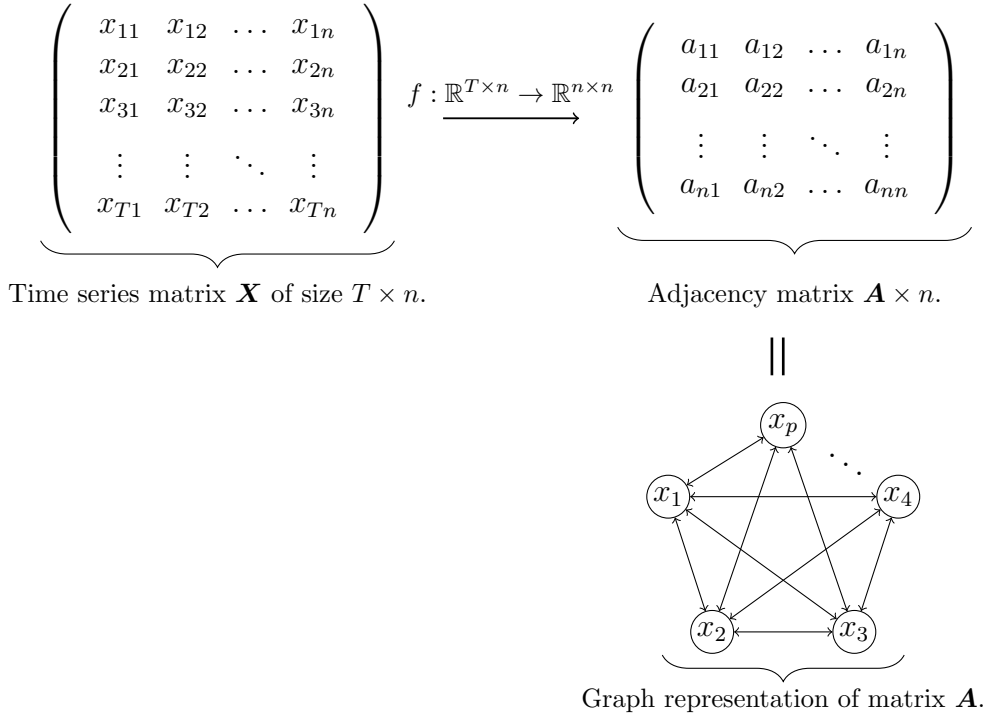 x11 x12 … x1n
x21 x22 … x2n
x31 x32 … x3n
⋮ ⋮ ⋱ ⋮
xT1 xT2 … xTn
Time series matrix X of size T × n.
f : ℝ^{T×n} → ℝ^{n×n}
a11 a12 … a1n
a21 a22 … a2n
⋮ ⋮ ⋱ ⋮
an1 an2 … ann
Adjacency matrix A × n.
xp
⋱
x1 x4
x2 x3
Graph representation of matrix A.